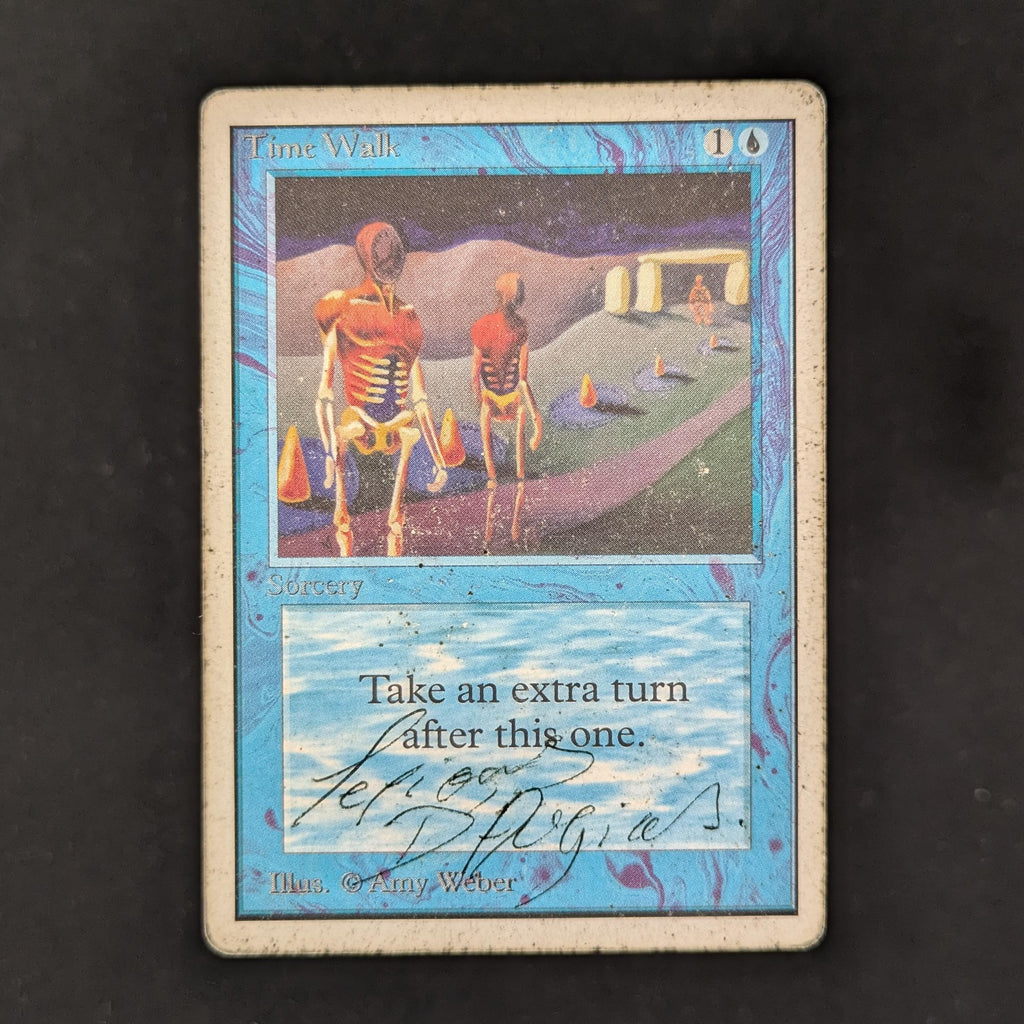 Time Walk 1
Sorcery
Take an extra turn
after this one.
Illus. © Amy Weber